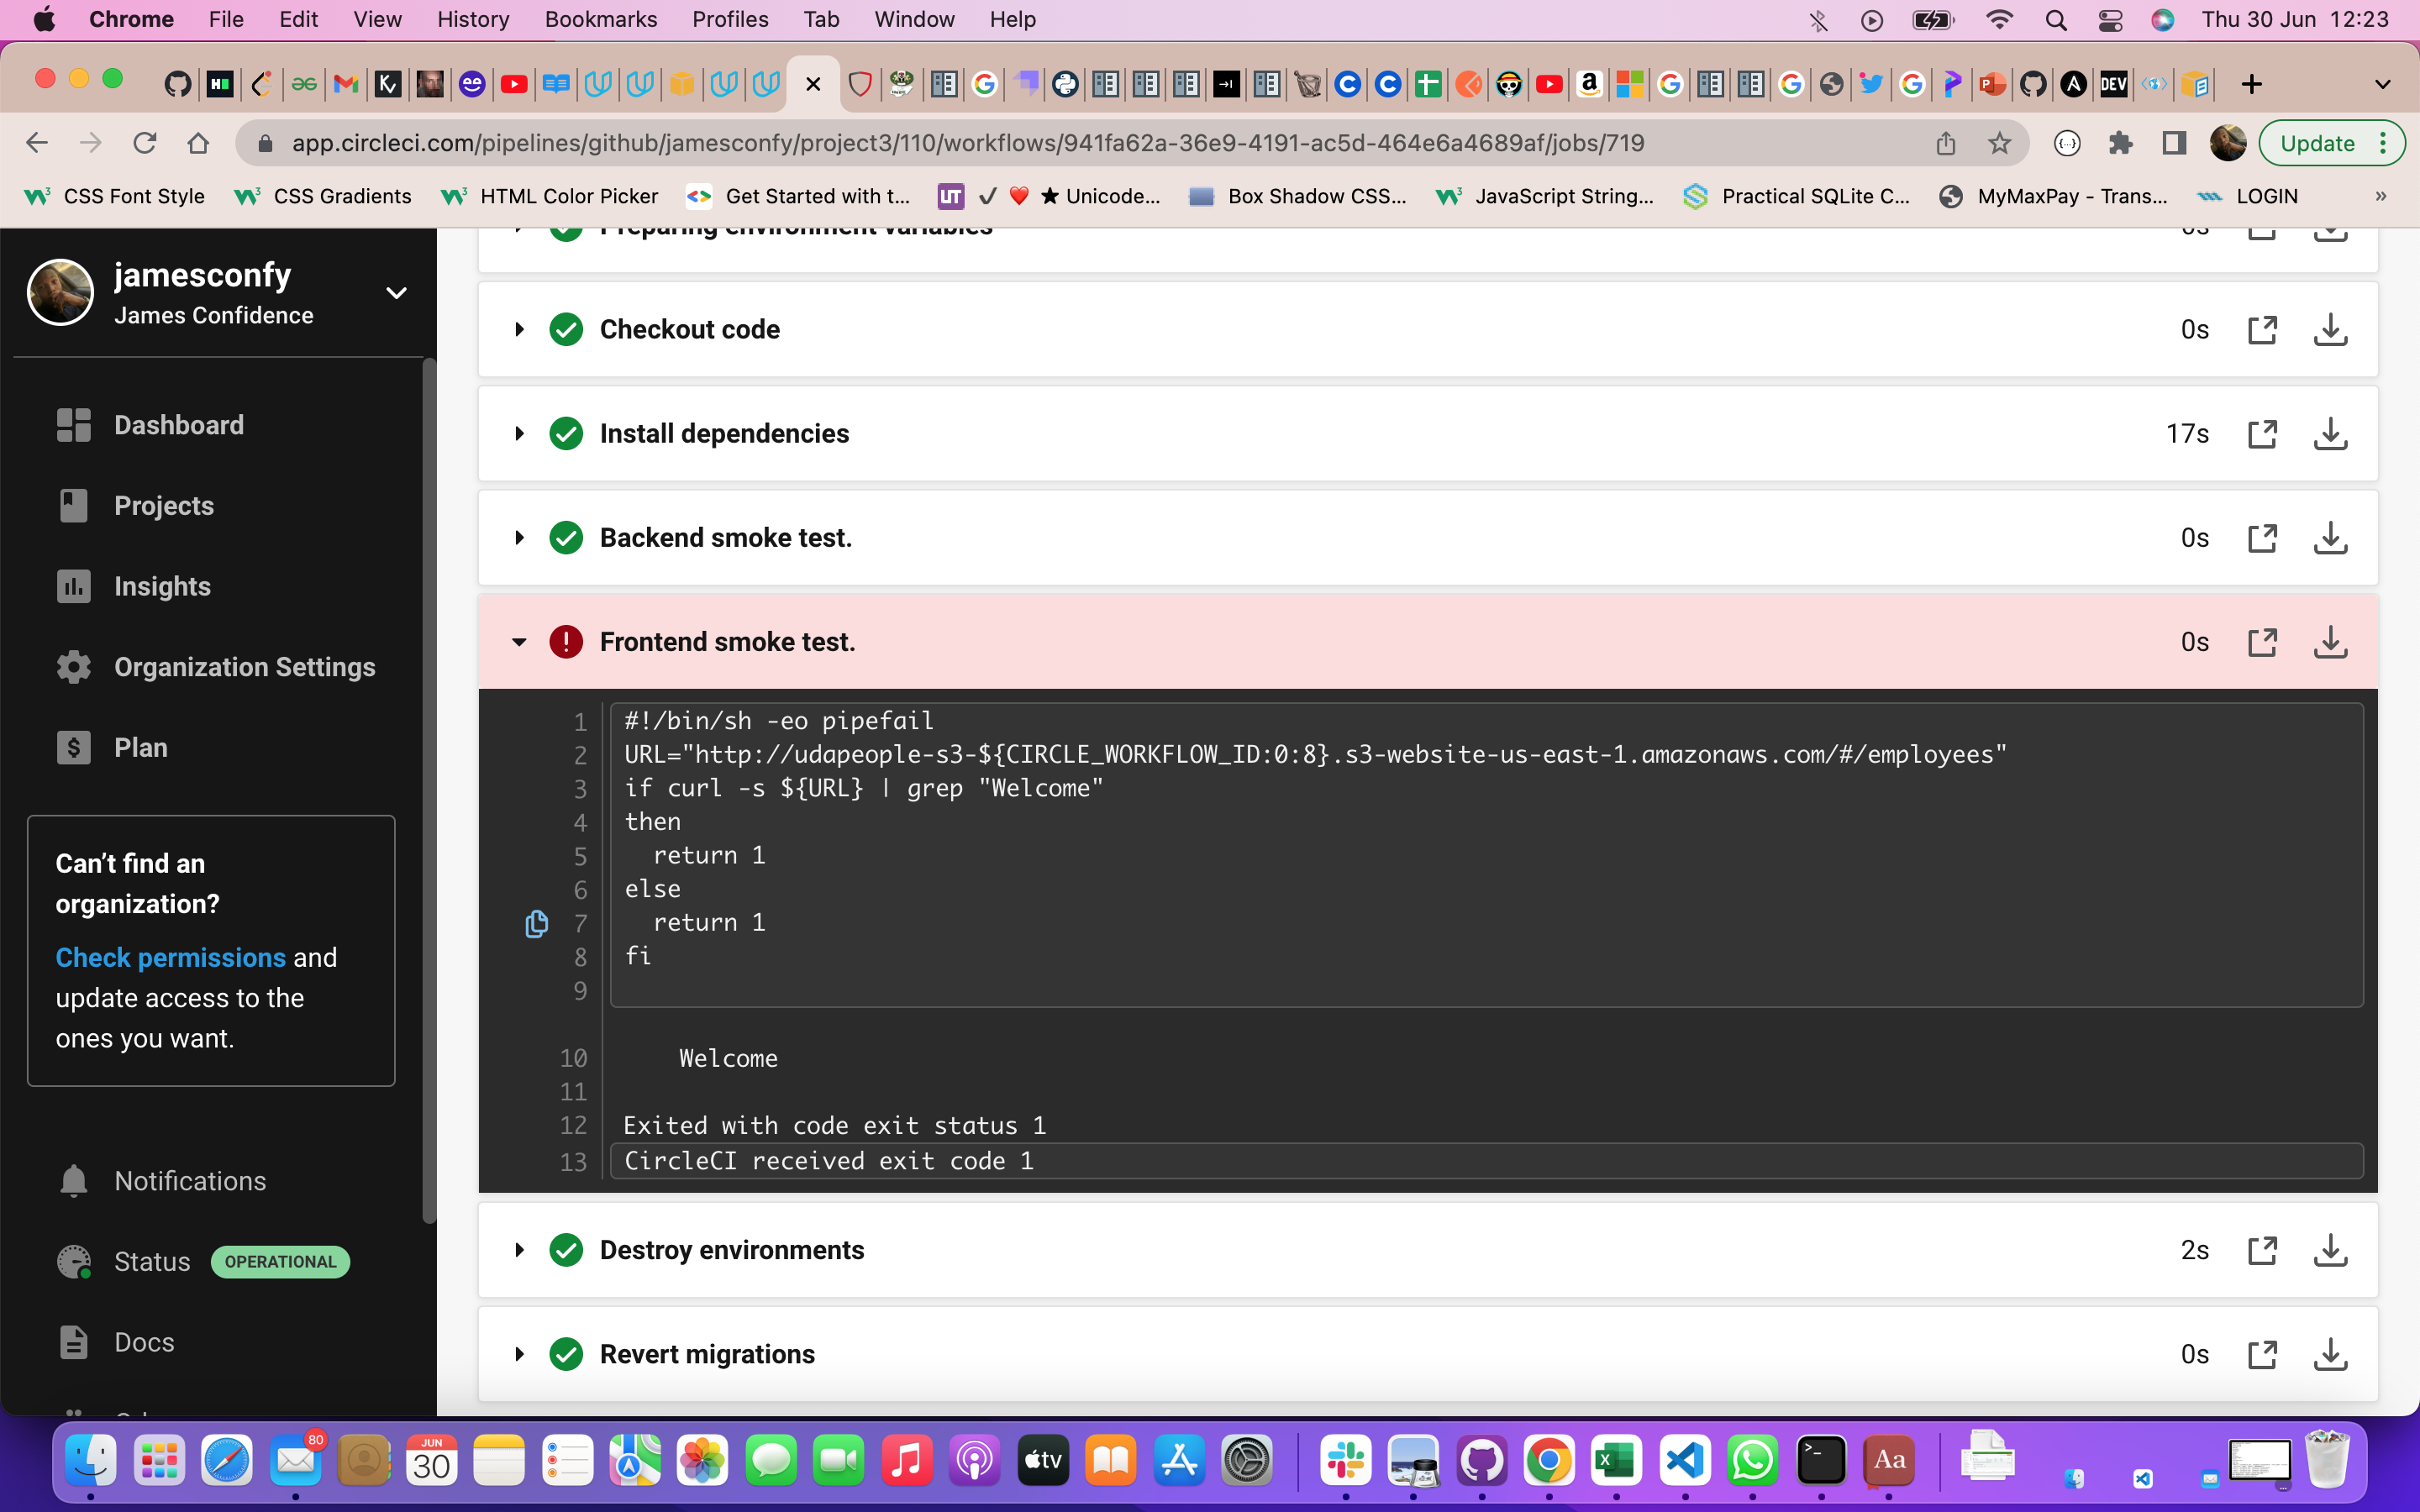 Chrome File Edit View History Bookmarks Profiles Tab Window Help Thu 30 Jun 12:23
app.circleci.com/pipelines/github/jamesconfy/project3/110/workflows/941fa62a-36e9-4191-ac5d-464e6a4689af/jobs/719 Update
CSS Font Style CSS Gradients HTML Color Picker Get Started with t... UT ✓ ❤ ★ Unicode... Box Shadow CSS... JavaScript String... Practical SQLite C... MyMaxPay - Trans... LOGIN »
jamesconfy
James Confidence
Dashboard
Projects
Insights
Organization Settings
Plan
Can’t find an
organization?
Check permissions and
update access to the
ones you want.
Notifications
Status OPERATIONAL
Docs
Preparing environment variables 0s
Checkout code 0s
Install dependencies 17s
Backend smoke test. 0s
Frontend smoke test. 0s
1 #!/bin/sh -eo pipefail
2 URL="http://udapeople-s3-${CIRCLE_WORKFLOW_ID:0:8}.s3-website-us-east-1.amazonaws.com/#/employees"
3 if curl -s ${URL} | grep "Welcome"
4 then
5 return 1
6 else
7 return 1
8 fi
9
10 Welcome
11
12 Exited with code exit status 1
13 CircleCI received exit code 1
Destroy environments 2s
Revert migrations 0s
80
JUN
30
tv
Aa